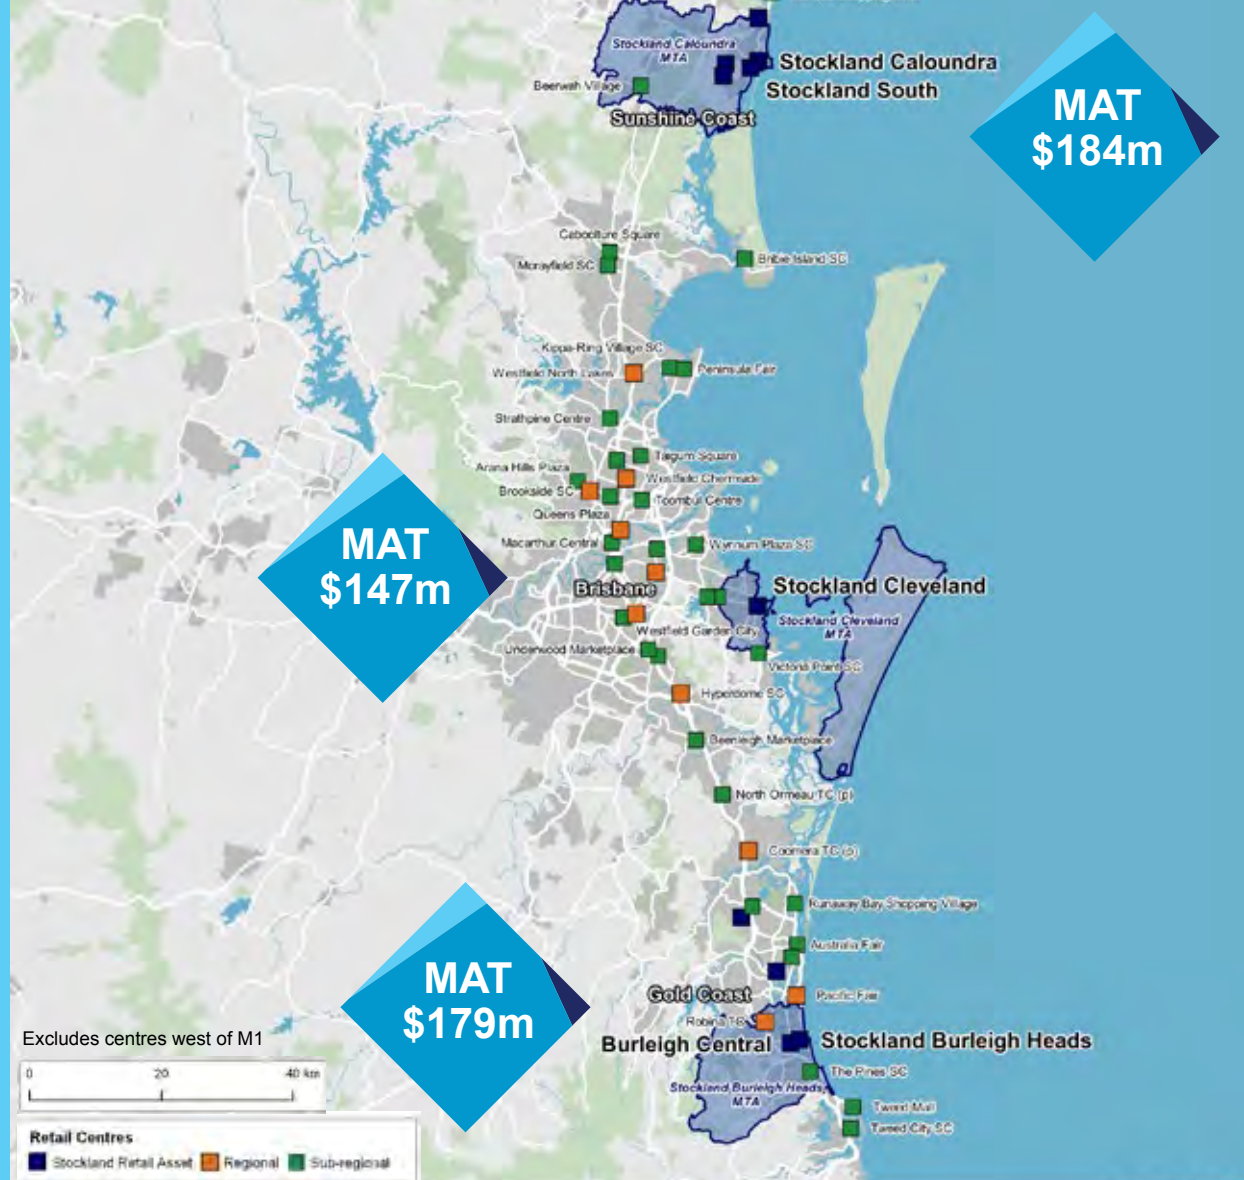 Stockland Caloundra
MTA
Stockland Caloundra
Stockland South
Beerwah Village
Sunshine Coast
MAT
$184m
Caboolture Square
Morayfield SC
Bribie Island SC
Kippa-Ring Village SC
Westfield North Lakes
Peninsula Fair
Strathpine Centre
Taigum Square
Arana Hills Plaza
Westfield Chermside
Brookside SC
Toombul Centre
Queens Plaza
Macarthur Central
Wynnum Plaza SC
MAT
$147m
Brisbane
Stockland Cleveland
Stockland Cleveland
MTA
Westfield Garden City
Underwood Marketplace
Victoria Point SC
Hyperdome SC
Beenleigh Marketplace
North Ormeau TC (p)
Coomera TC (p)
Runaway Bay Shopping Village
Australia Fair
MAT
$179m
Gold Coast
Pacific Fair
Robina TC
Burleigh Central
Stockland Burleigh Heads
The Pines SC
Stockland Burleigh Heads
MTA
Tweed Mall
Tweed City SC
Excludes centres west of M1
0 20 40 km
Retail Centres
Stockland Retail Asset Regional Sub-regional